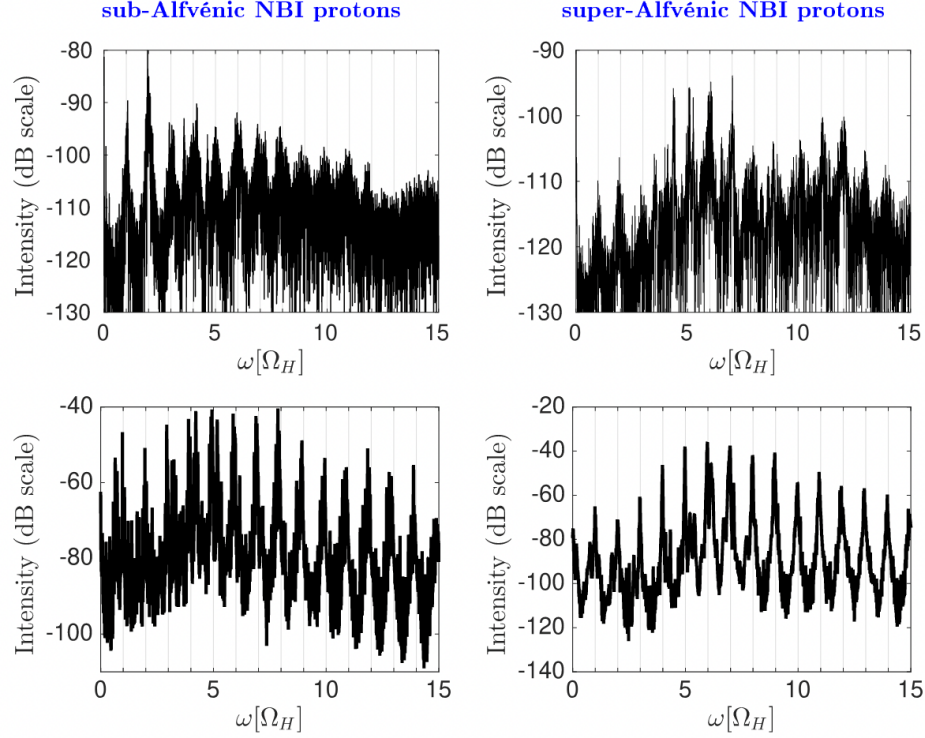 sub-Alfvénic NBI protons
super-Alfvénic NBI protons
Intensity (dB scale)
-80
-90
-100
-110
-120
-130
0 5 10 15
ω[Ω_H]
Intensity (dB scale)
-90
-100
-110
-120
-130
0 5 10 15
ω[Ω_H]
Intensity (dB scale)
-40
-60
-80
-100
0 5 10 15
ω[Ω_H]
Intensity (dB scale)
-20
-40
-60
-80
-100
-120
-140
0 5 10 15
ω[Ω_H]